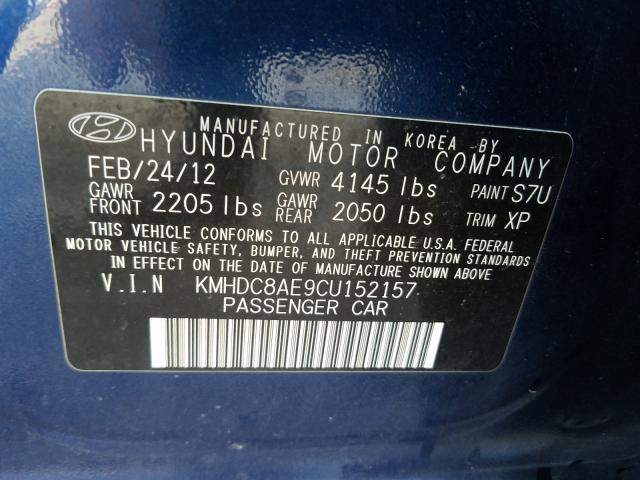 MANUFACTURED IN KOREA BY
HYUNDAI MOTOR COMPANY
FEB/24/12 GVWR 4145 lbs PAINT S7U
GAWR FRONT 2205 lbs GAWR REAR 2050 lbs TRIM XP
THIS VEHICLE CONFORMS TO ALL APPLICABLE U.S.A. FEDERAL
MOTOR VEHICLE SAFETY, BUMPER, AND THEFT PREVENTION STANDARDS
IN EFFECT ON THE DATE OF MANUFACTURE SHOWN ABOVE
V.I.N KMHDC8AE9CU152157
PASSENGER CAR